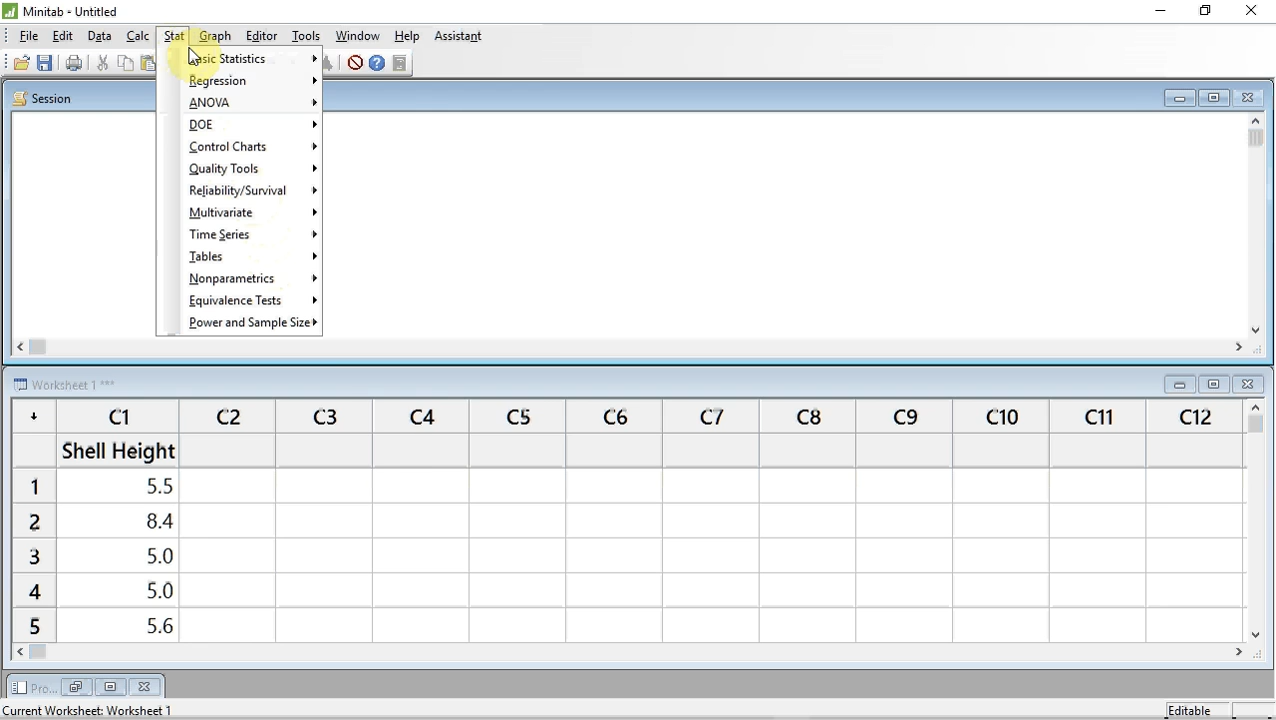 Minitab - Untitled
File Edit Data Calc Stat Graph Editor Tools Window Help Assistant
Basic Statistics
Regression
ANOVA
DOE
Control Charts
Quality Tools
Reliability/Survival
Multivariate
Time Series
Tables
Nonparametrics
Equivalence Tests
Power and Sample Size
Session
Worksheet 1 ***
C1 C2 C3 C4 C5 C6 C7 C8 C9 C10 C11 C12
Shell Height
1 5.5
2 8.4
3 5.0
4 5.0
5 5.6
Pro...
Current Worksheet: Worksheet 1
Editable